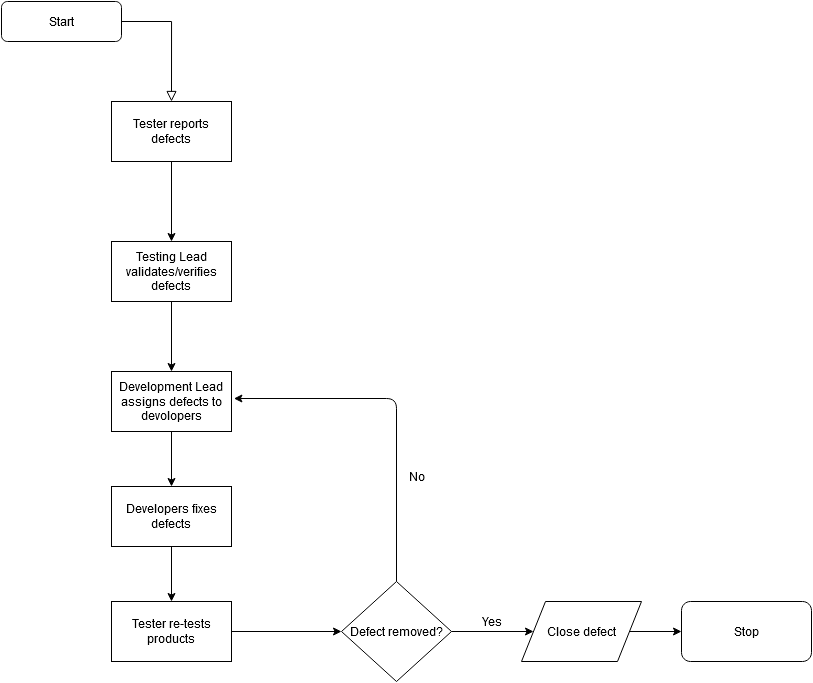 Start
Tester reports
defects
Testing Lead
validates/verifies
defects
Development Lead
assigns defects to
devolopers
No
Developers fixes
defects
Tester re-tests
products
Defect removed?
Yes
Close defect
Stop